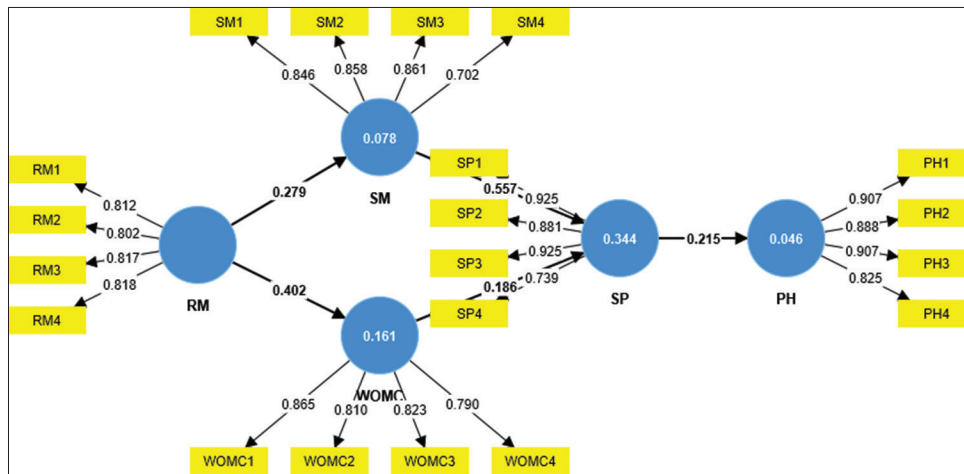 SM1 SM2 SM3 SM4
0.846 0.858 0.861 0.702
0.078
SM
RM1
RM2
RM3
RM4
0.812
0.802
0.817
0.818
RM
0.279
0.402
SP1
SP2
SP3
SP4
0.557
0.925
0.881
0.925
0.739
0.186
0.344
SP
0.215
0.046
PH
0.907
0.888
0.907
0.825
PH1
PH2
PH3
PH4
0.161
WOMC
0.865 0.810 0.823 0.790
WOMC1 WOMC2 WOMC3 WOMC4